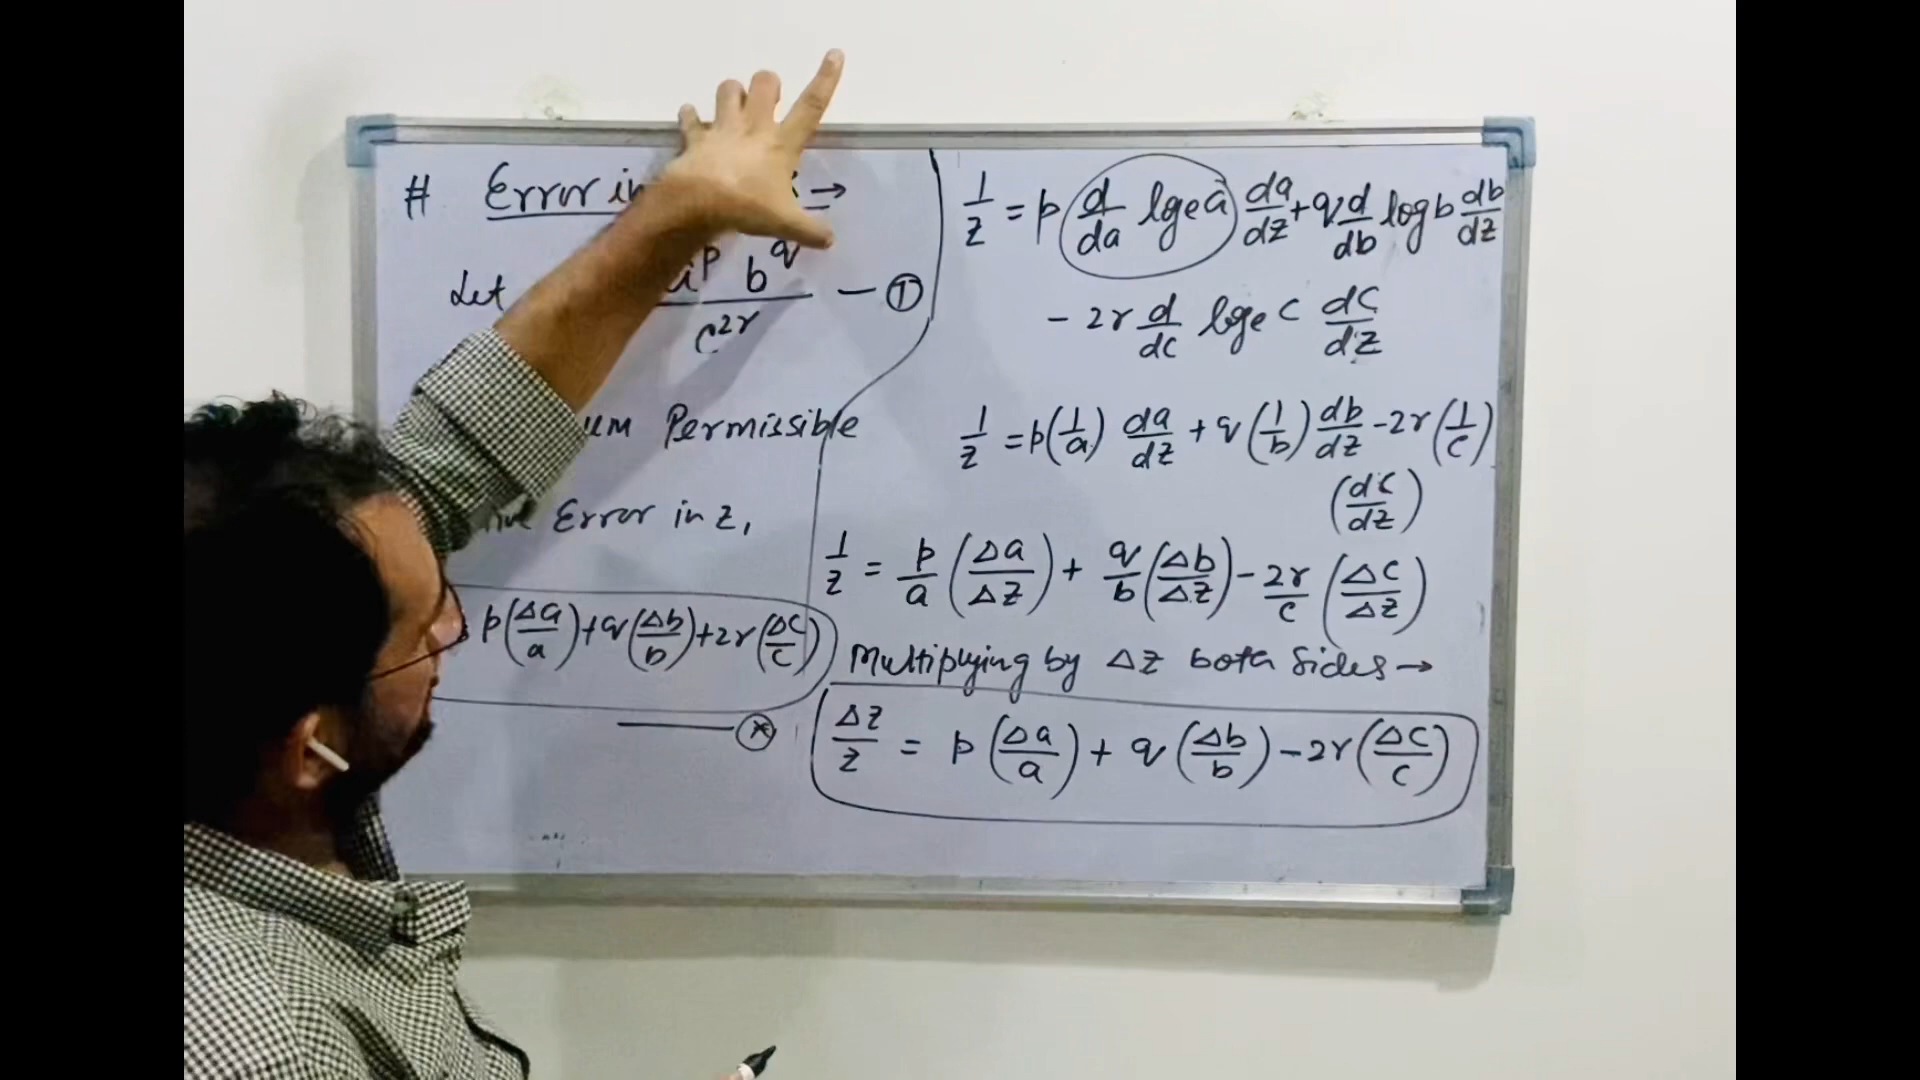 # Error in →
Let a^p b^q / c^2r — ①
Permissible
Error in z,
p(Δa/a)+q(Δb/b)+2r(Δc/c)
— ⊛
1/z = p (d/da loge a) da/dz + q d/db log b db/dz
- 2r d/dc loge c dc/dz
1/z = p(1/a) da/dz + q(1/b) db/dz - 2r(1/c)
(dc/dz)
1/z = p/a (Δa/Δz) + q/b (Δb/Δz) - 2r/c (Δc/Δz)
Multiplying by Δz both sides →
Δz/z = p (Δa/a) + q (Δb/b) - 2r (Δc/c)